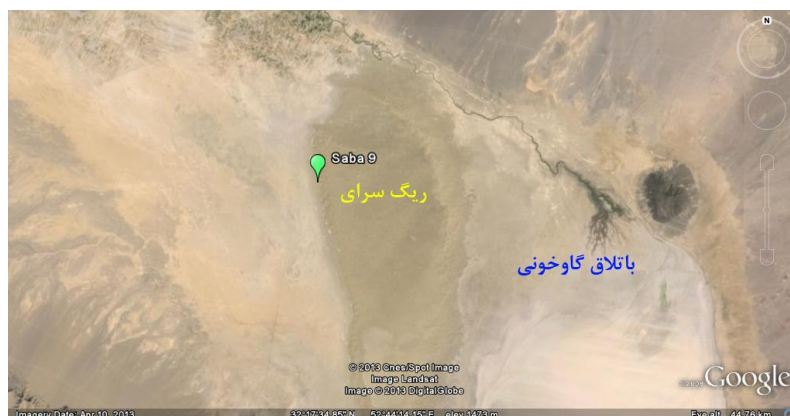 N
Saba 9
ریگ سرای
باتلاق گاوخونی
© 2013 Cnes/Spot Image
Image Landsat
Image © 2013 DigitalGlobe
Google
Imagery Date: Apr 10, 2013 32°17'34.85" N 52°44'14.15" E elev 1473 m Eye alt 44.76 km